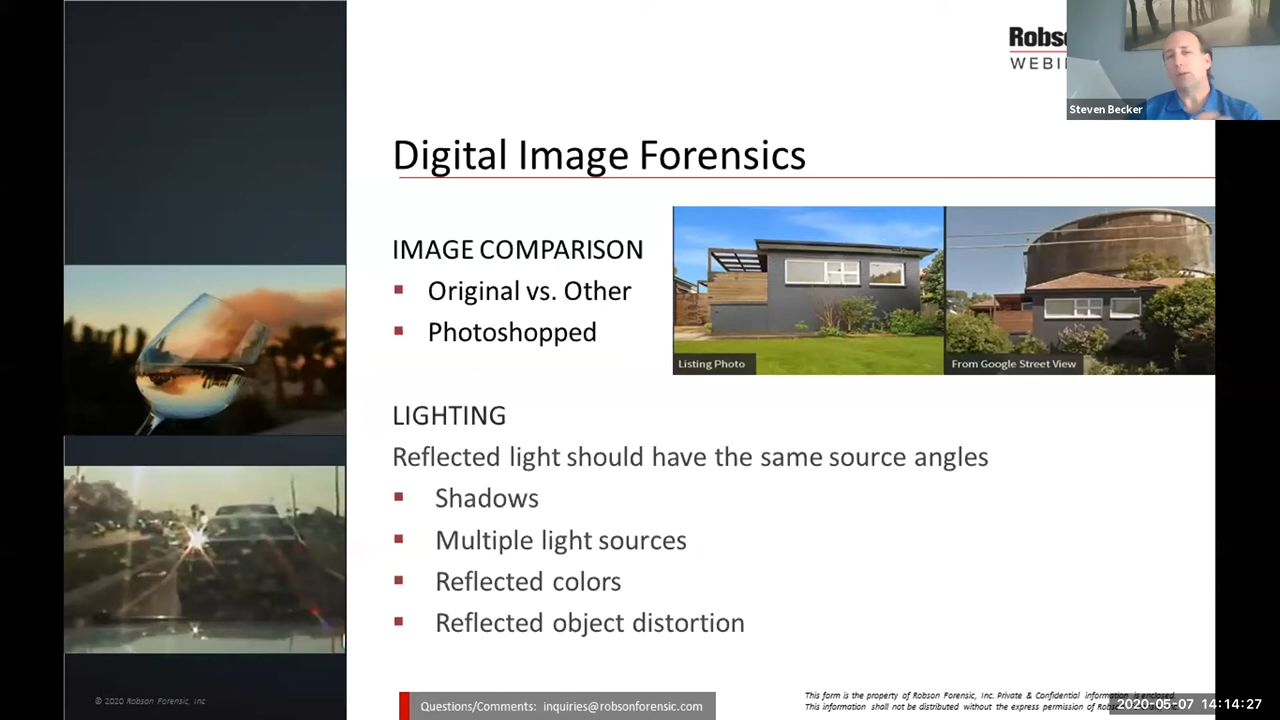 Robs
WEBI
Steven Becker
Digital Image Forensics
IMAGE COMPARISON
▪ Original vs. Other
▪ Photoshopped
Listing Photo
From Google Street View
LIGHTING
Reflected light should have the same source angles
▪ Shadows
▪ Multiple light sources
▪ Reflected colors
▪ Reflected object distortion
© 2020 Robson Forensic, Inc
Questions/Comments: inquiries@robsonforensic.com
This form is the property of Robson Forensic, Inc. Private & Confidential information is enclosed.
This information shall not be distributed without the express permission of
2020-05-07 14:14:27